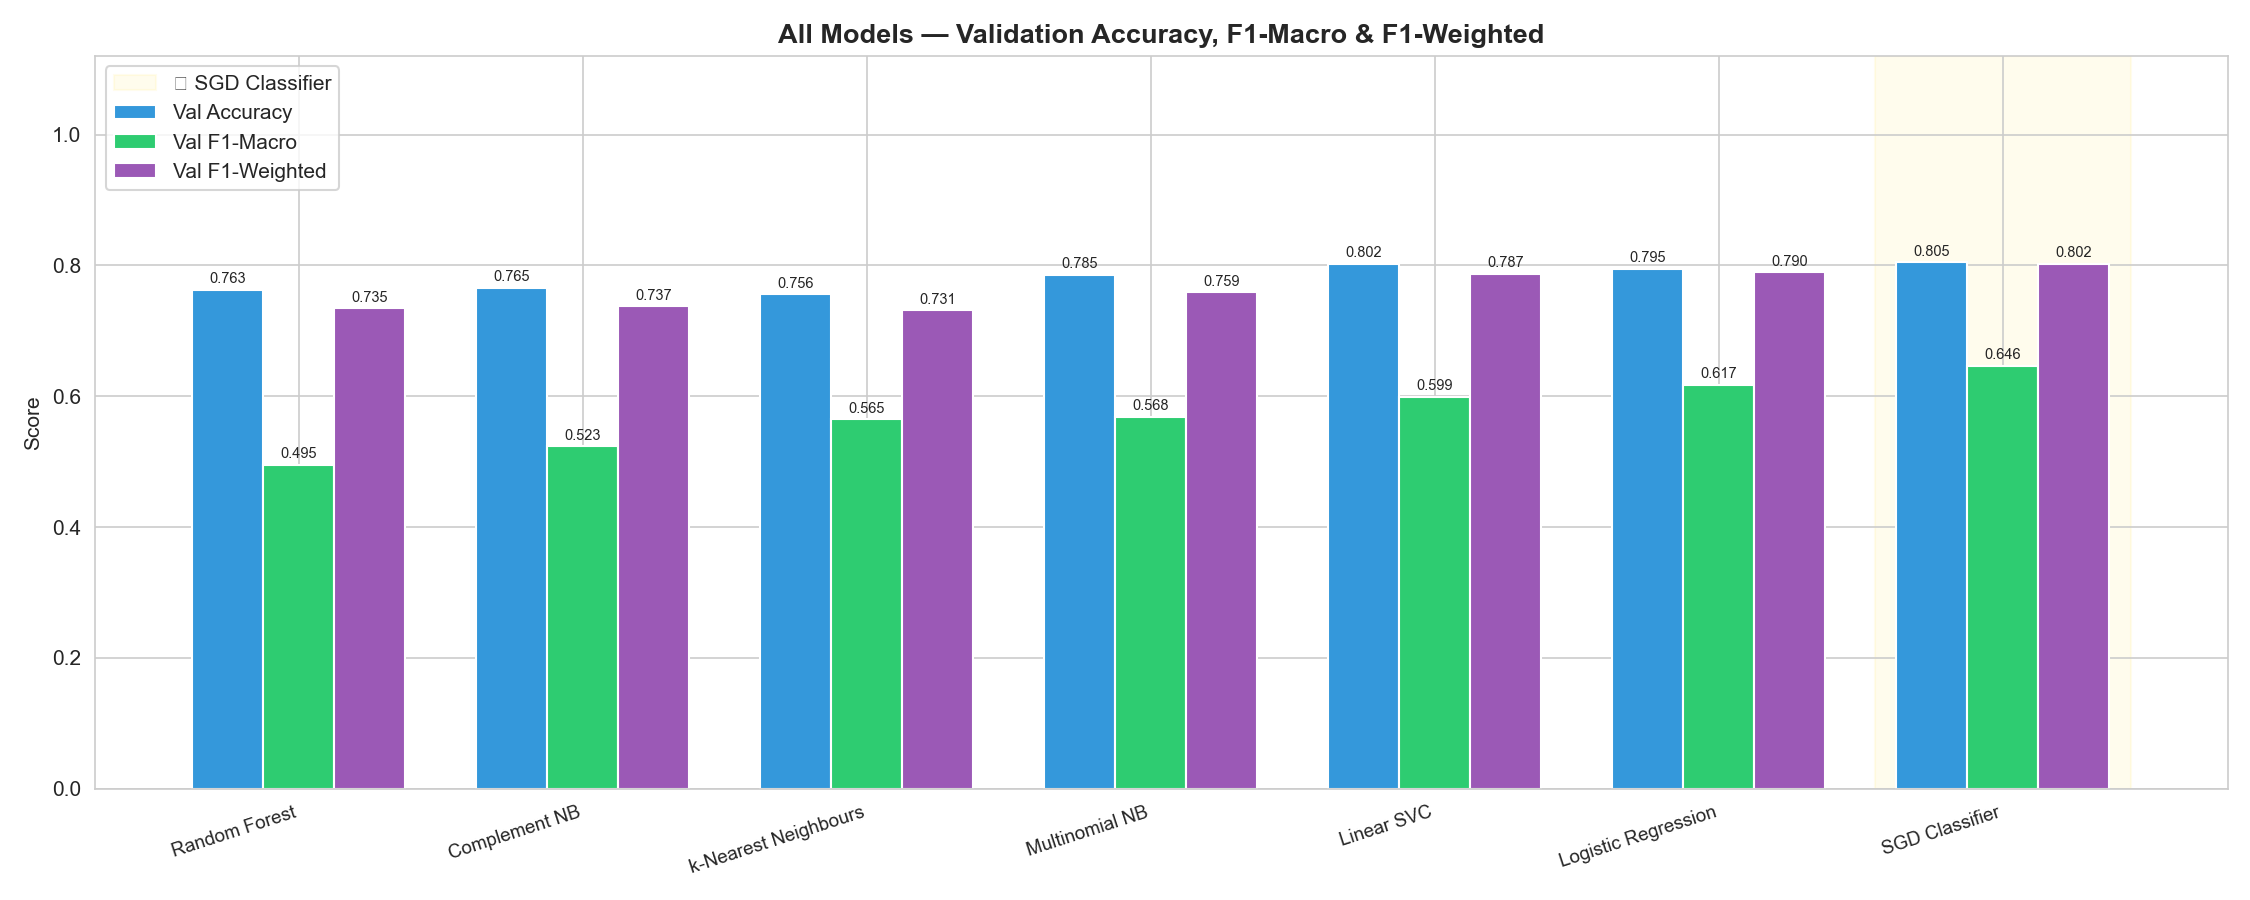 All Models — Validation Accuracy, F1-Macro & F1-Weighted
▯ SGD Classifier
Val Accuracy
Val F1-Macro
Val F1-Weighted
Score
1.0
0.8
0.6
0.4
0.2
0.0
0.763
0.495
0.735
0.765
0.523
0.737
0.756
0.565
0.731
0.785
0.568
0.759
0.802
0.599
0.787
0.795
0.617
0.790
0.805
0.646
0.802
Random Forest
Complement NB
k-Nearest Neighbours
Multinomial NB
Linear SVC
Logistic Regression
SGD Classifier